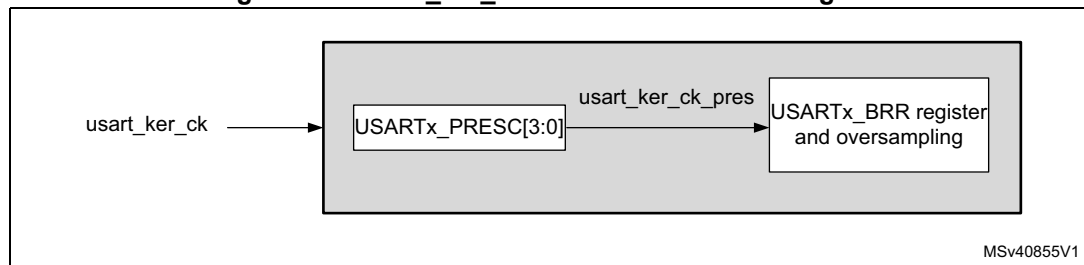 usart_ker_ck
USARTx_PRESC[3:0]
usart_ker_ck_pres
USARTx_BRR register
and oversampling
MSv40855V1